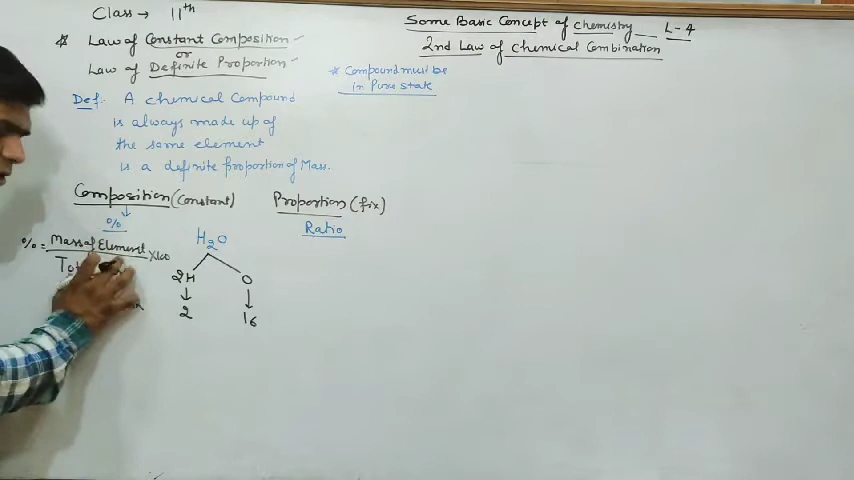 Class → 11th
Some Basic Concept of chemistry L-4
2nd Law of chemical Combination
* Law of Constant Composition
or
Law of Definite Proportion
* Compound must be
in Pure state
Def:- A chemical Compound
is always made up of
the same element
is a definite proportion of Mass.
Composition (Constant)
↓
%
Proportion (fix)
Ratio
% = Mass of Element ×100
H2O
2H O
↓ ↓
2 16